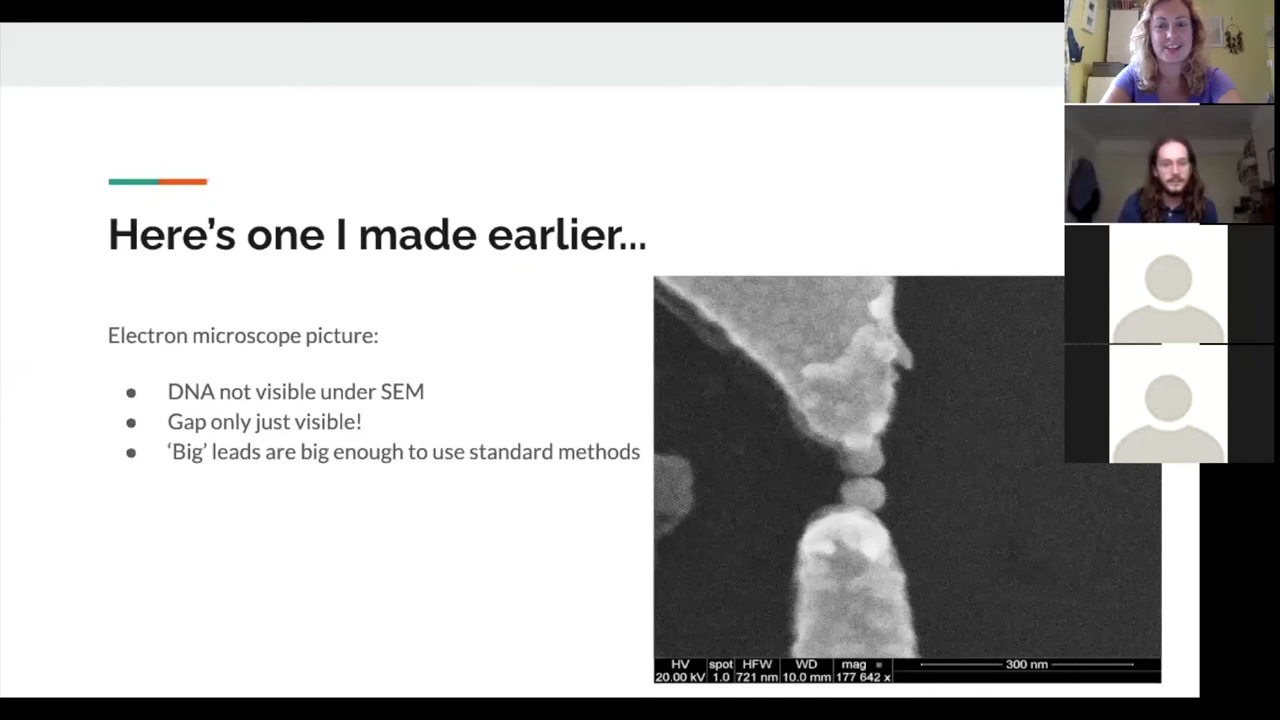 Here's one I made earlier...
Electron microscope picture:
● DNA not visible under SEM
● Gap only just visible!
● ‘Big’ leads are big enough to use standard methods
HV spot HFW WD mag 300 nm
20.00 kV 1.0 721 nm 10.0 mm 177 642 x